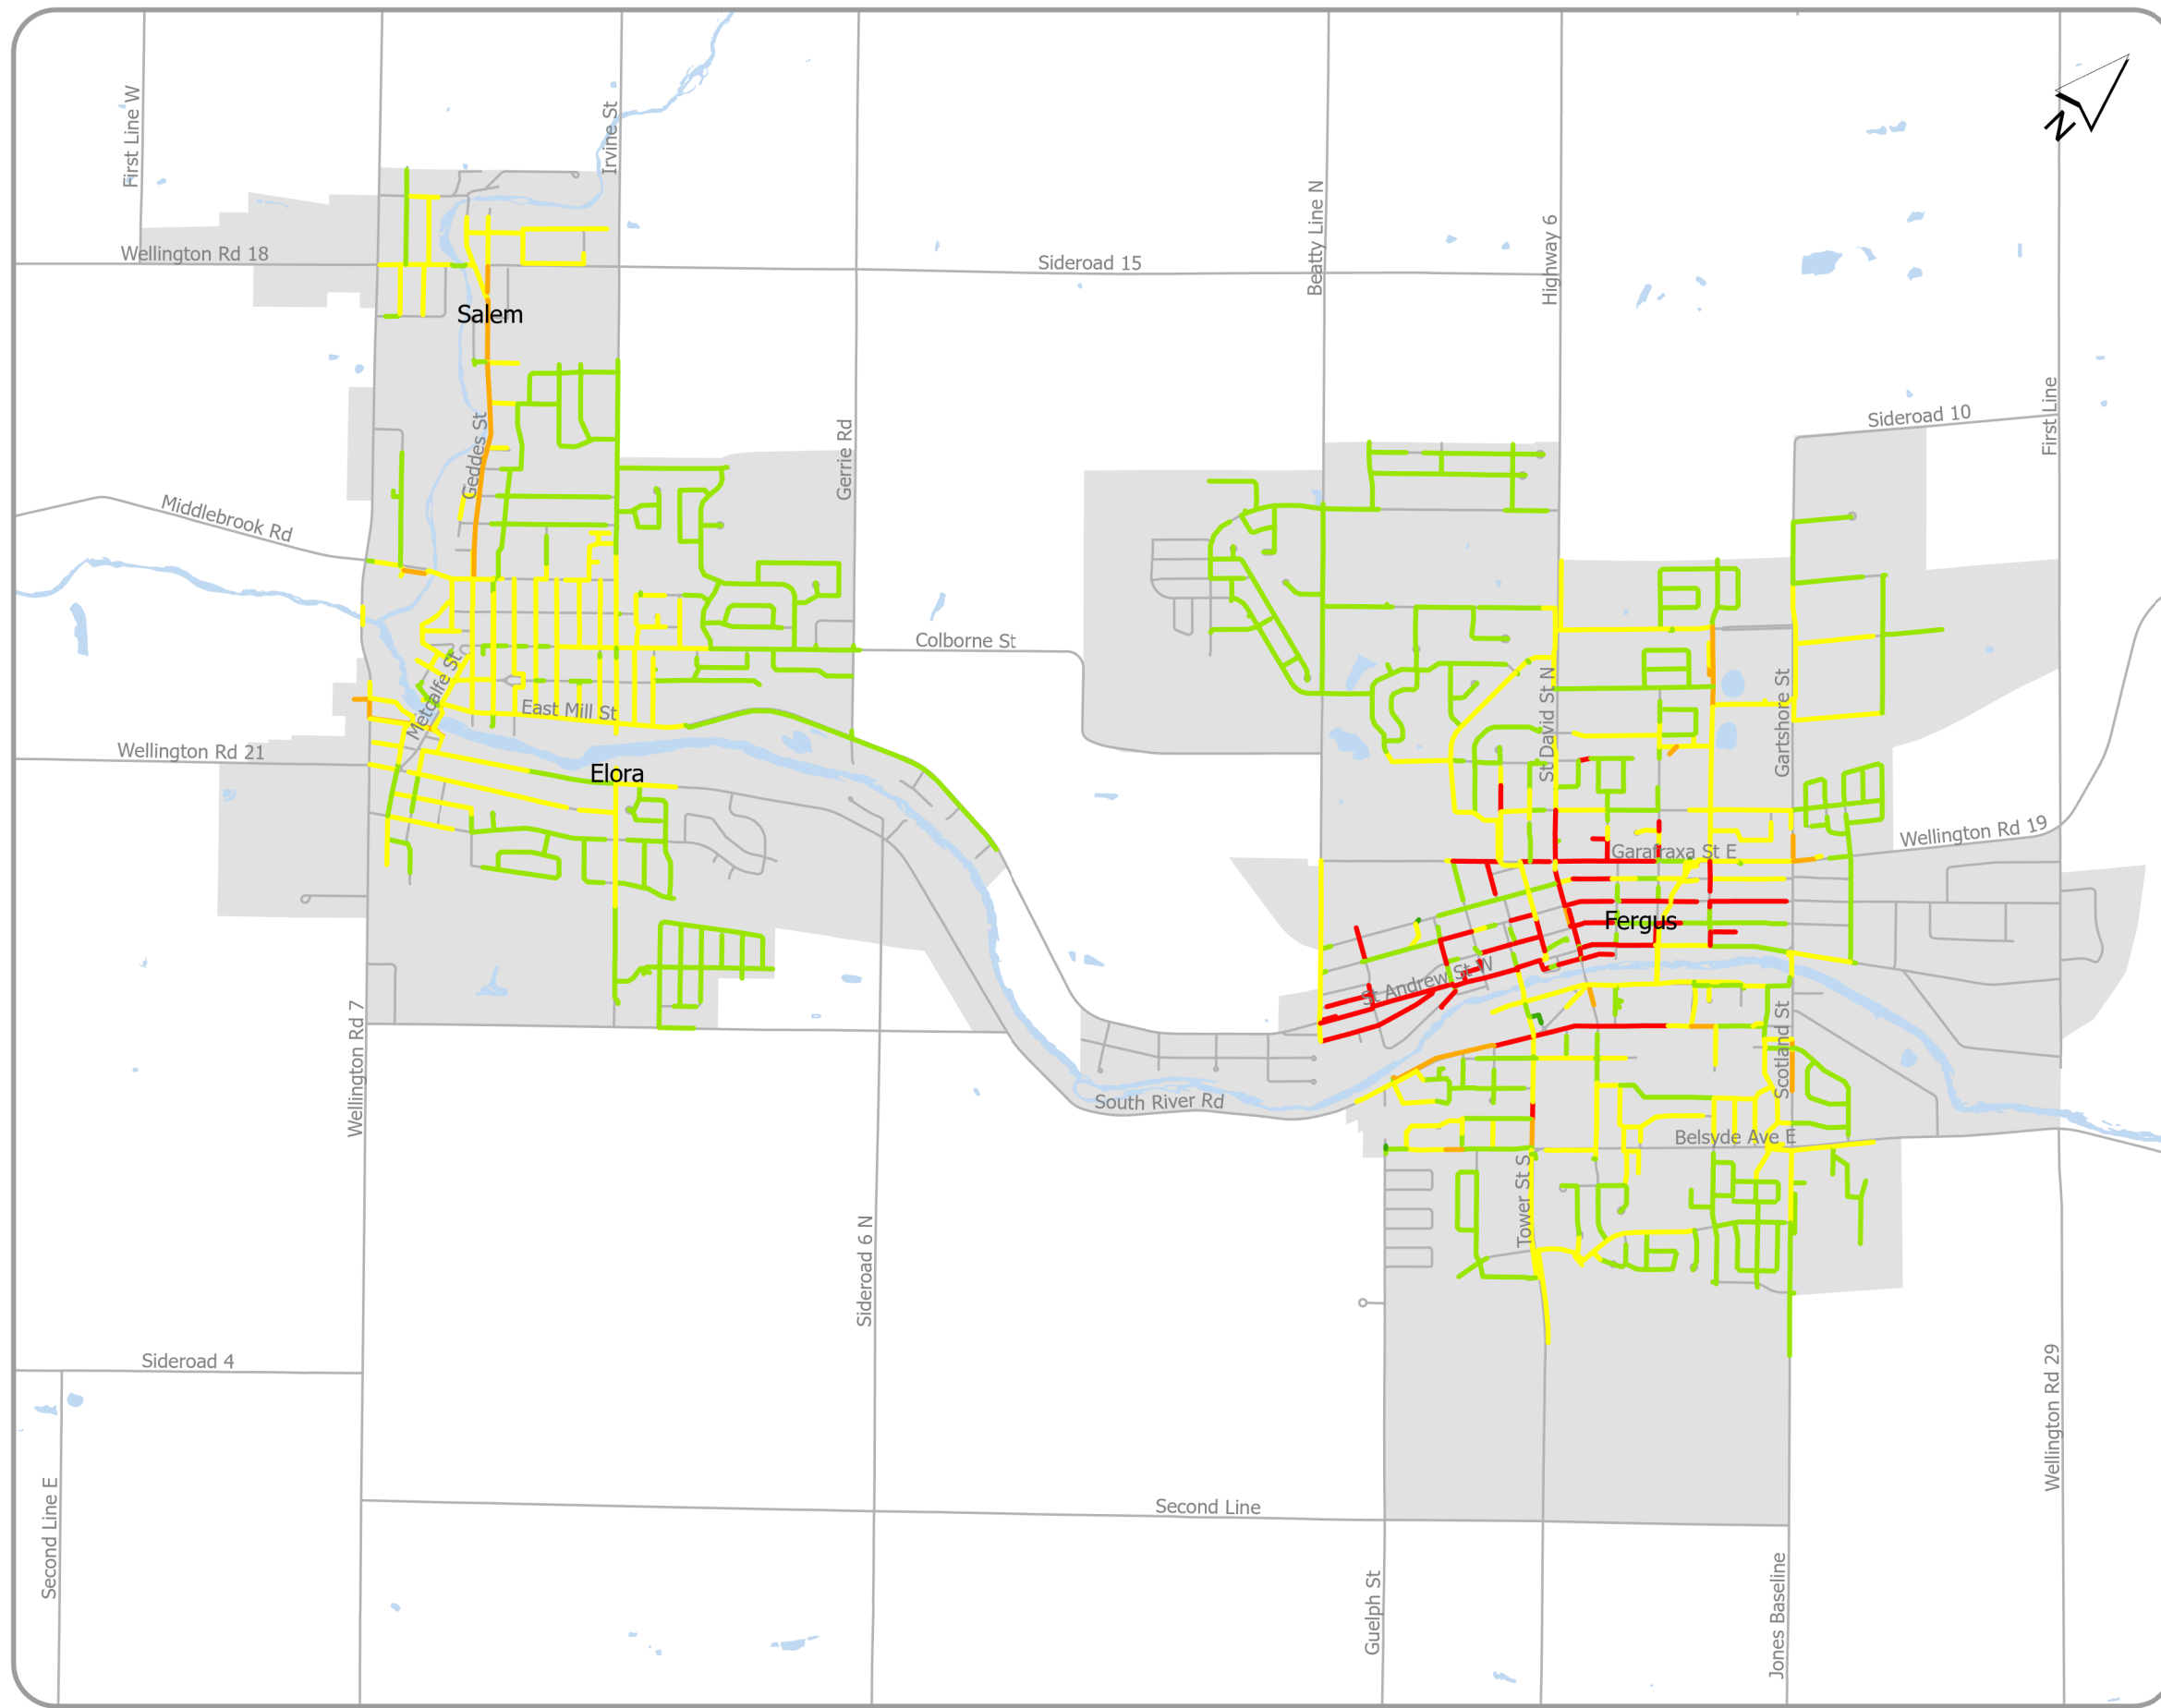 First Line W
Irvine St
N
Beatty Line N
Highway 6
Wellington Rd 18
Sideroad 15
Salem
First Line
Sideroad 10
Geddes St
Gerrie Rd
Middlebrook Rd
Colborne St
Metcalfe St
East Mill St
St David St N
Gartshore St
Wellington Rd 21
Elora
Wellington Rd 19
Garafraxa St E
Fergus
St Andrew St W
Wellington Rd 7
Scotland St
South River Rd
Belsyde Ave E
Tower St S
Sideroad 6 N
Sideroad 4
Wellington Rd 29
Second Line E
Second Line
Guelph St
Jones Baseline